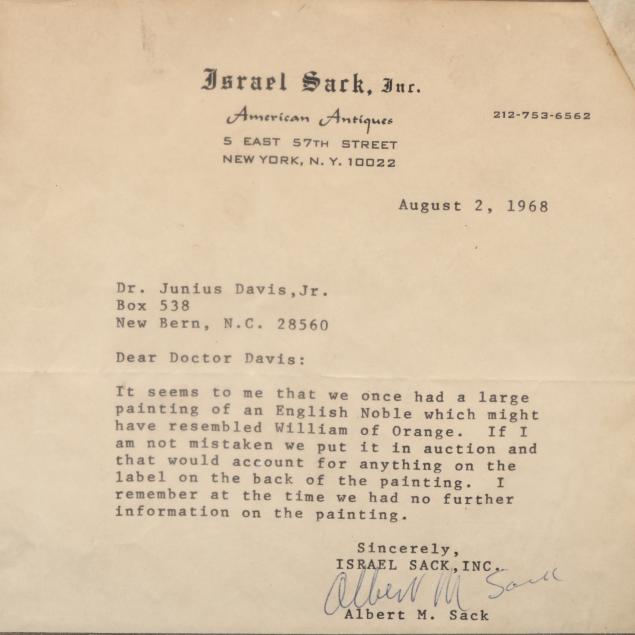 Israel Sack, Inc.
American Antiques
212-753-6562
5 EAST 57TH STREET
NEW YORK, N. Y. 10022
August 2, 1968
Dr. Junius Davis,Jr.
Box 538
New Bern, N.C. 28560
Dear Doctor Davis:
It seems to me that we once had a large
painting of an English Noble which might
have resembled William of Orange. If I
am not mistaken we put it in auction and
that would account for anything on the
label on the back of the painting. I
remember at the time we had no further
information on the painting.
Sincerely,
ISRAEL SACK,INC.
Albert M Sack
Albert M. Sack